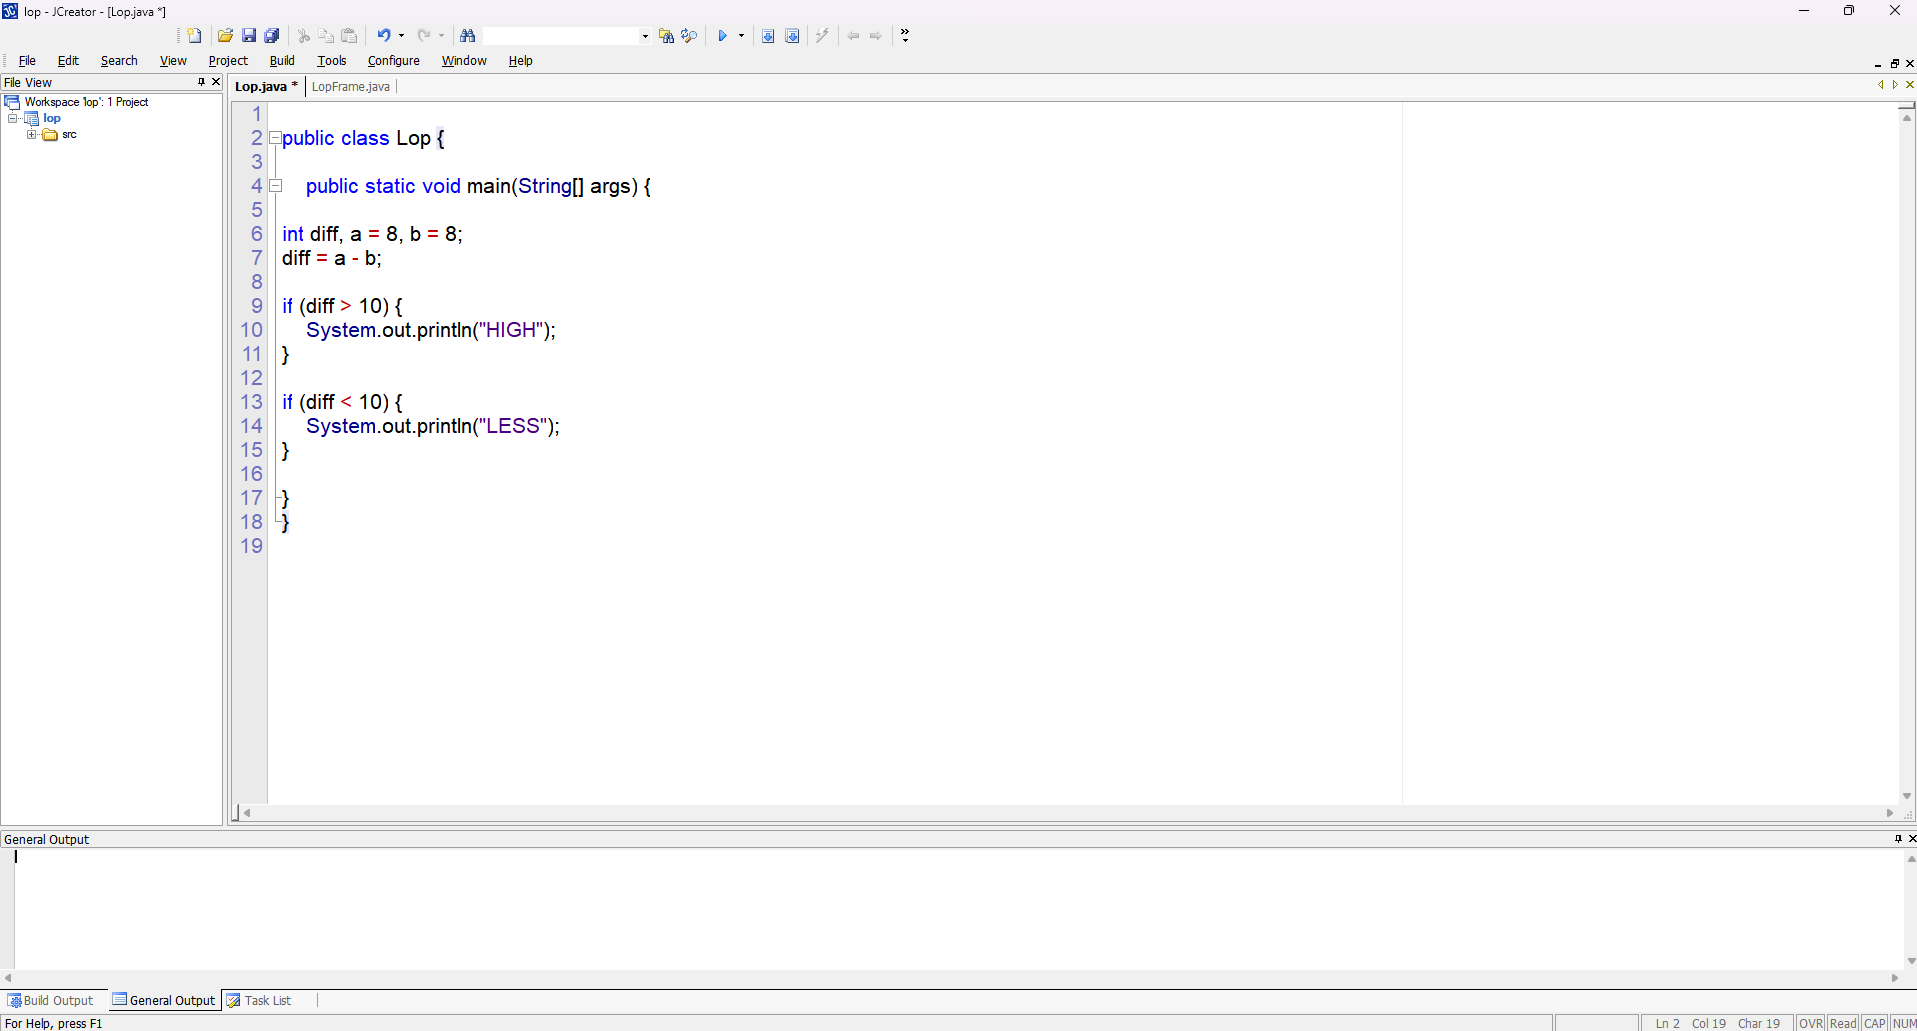 lop - JCreator - [Lop.java *]
File Edit Search View Project Build Tools Configure Window Help
File View
Workspace 'lop': 1 Project
lop
src
Lop.java * LopFrame.java
1
2 public class Lop {
3
4 public static void main(String[] args) {
5
6 int diff, a = 8, b = 8;
7 diff = a - b;
8
9 if (diff > 10) {
10 System.out.println("HIGH");
11 }
12
13 if (diff < 10) {
14 System.out.println("LESS");
15 }
16
17 }
18 }
19
General Output
Build Output General Output Task List
For Help, press F1 Ln 2 Col 19 Char 19 OVR Read CAP NUM